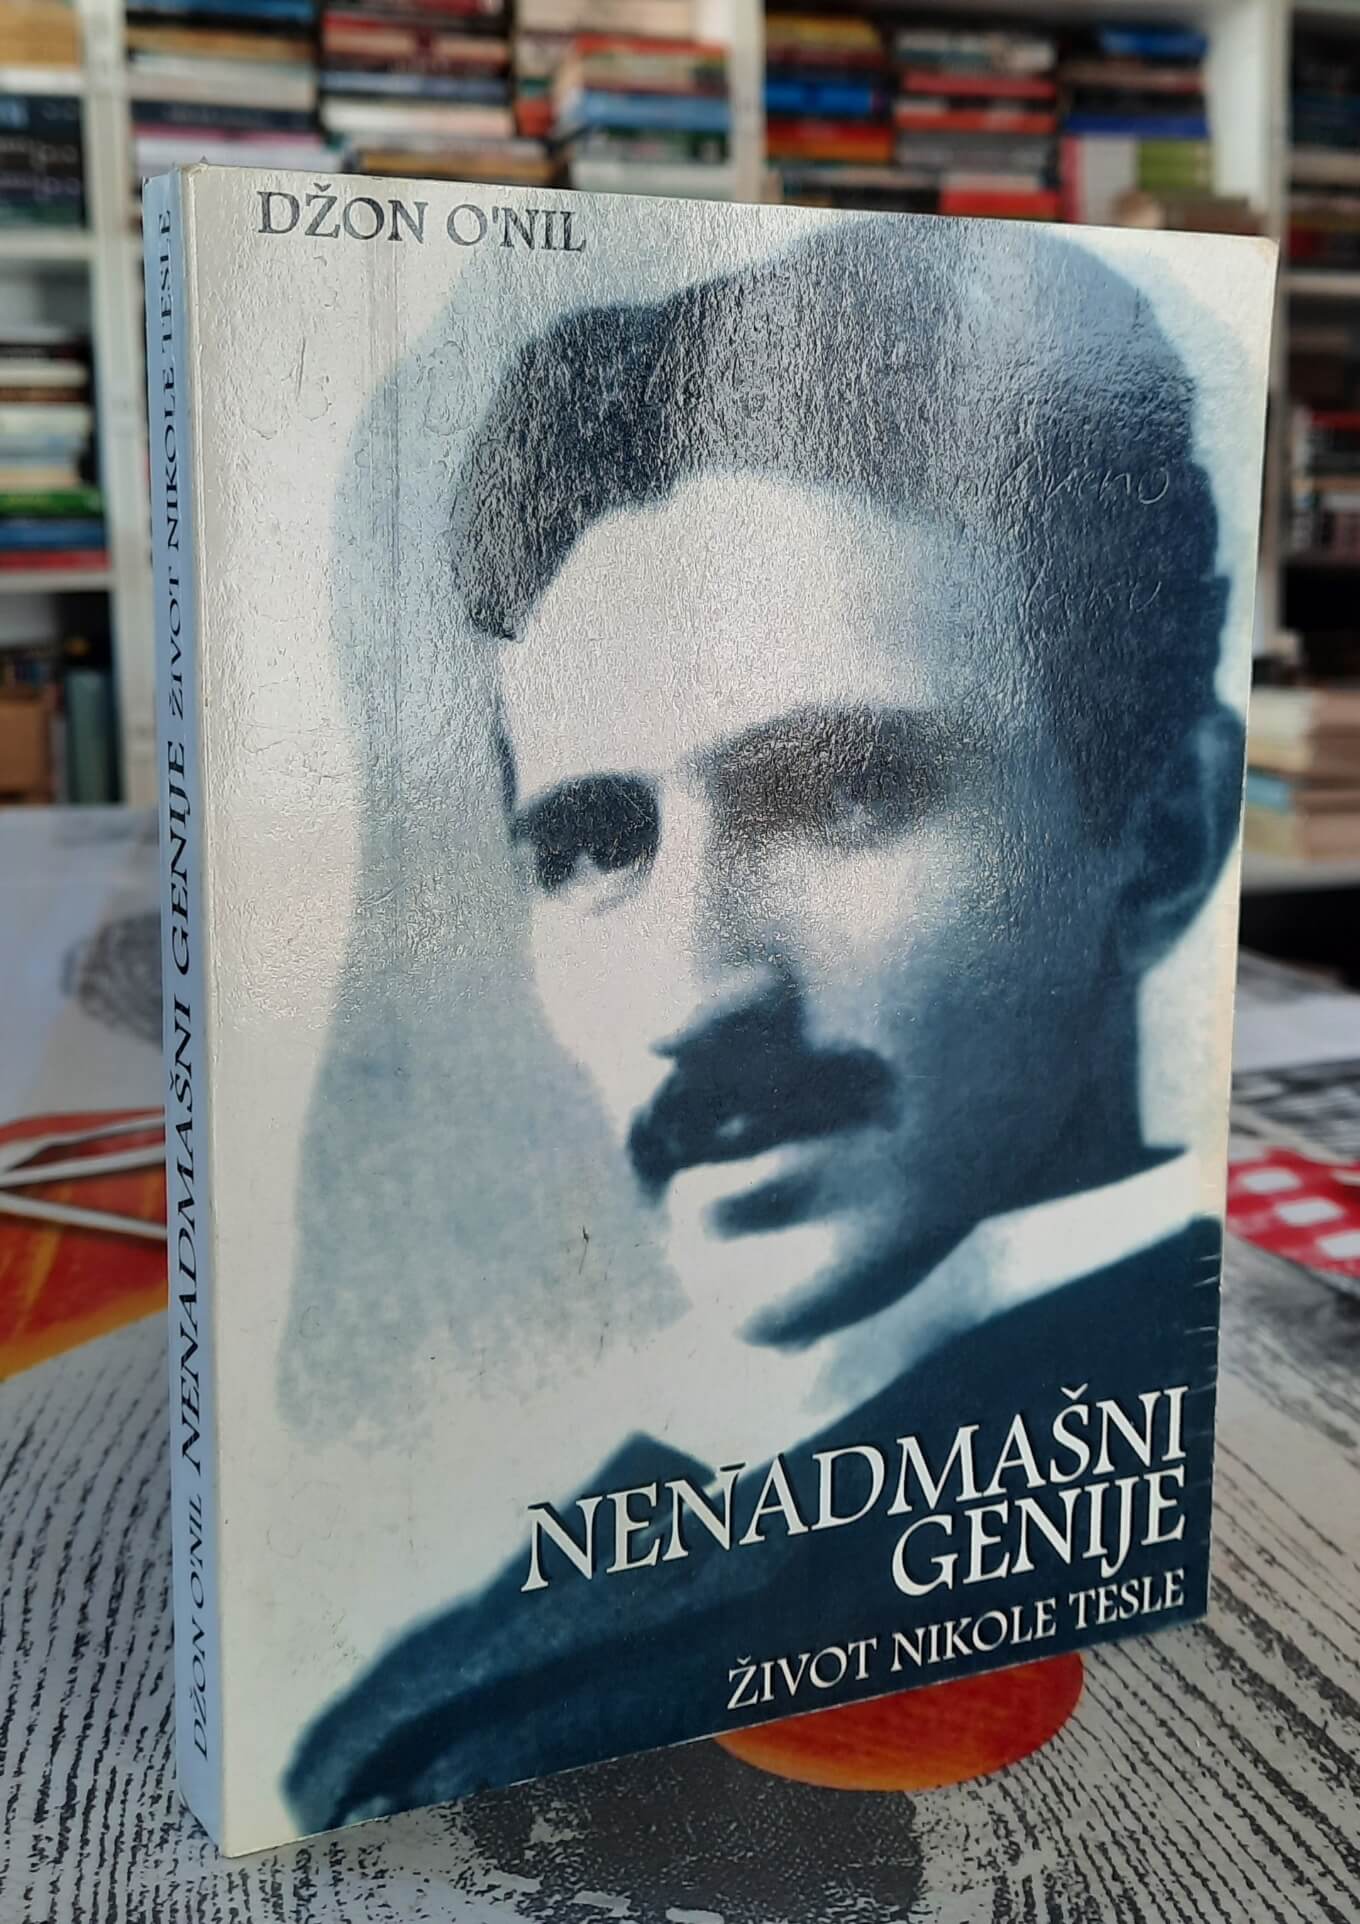 DŽON O'NIL
NENADMAŠNI
GENIJE
ŽIVOT NIKOLE TESLE
DŽON O'NIL NENADMAŠNI GENIJE ŽIVOT NIKOLE TESLE